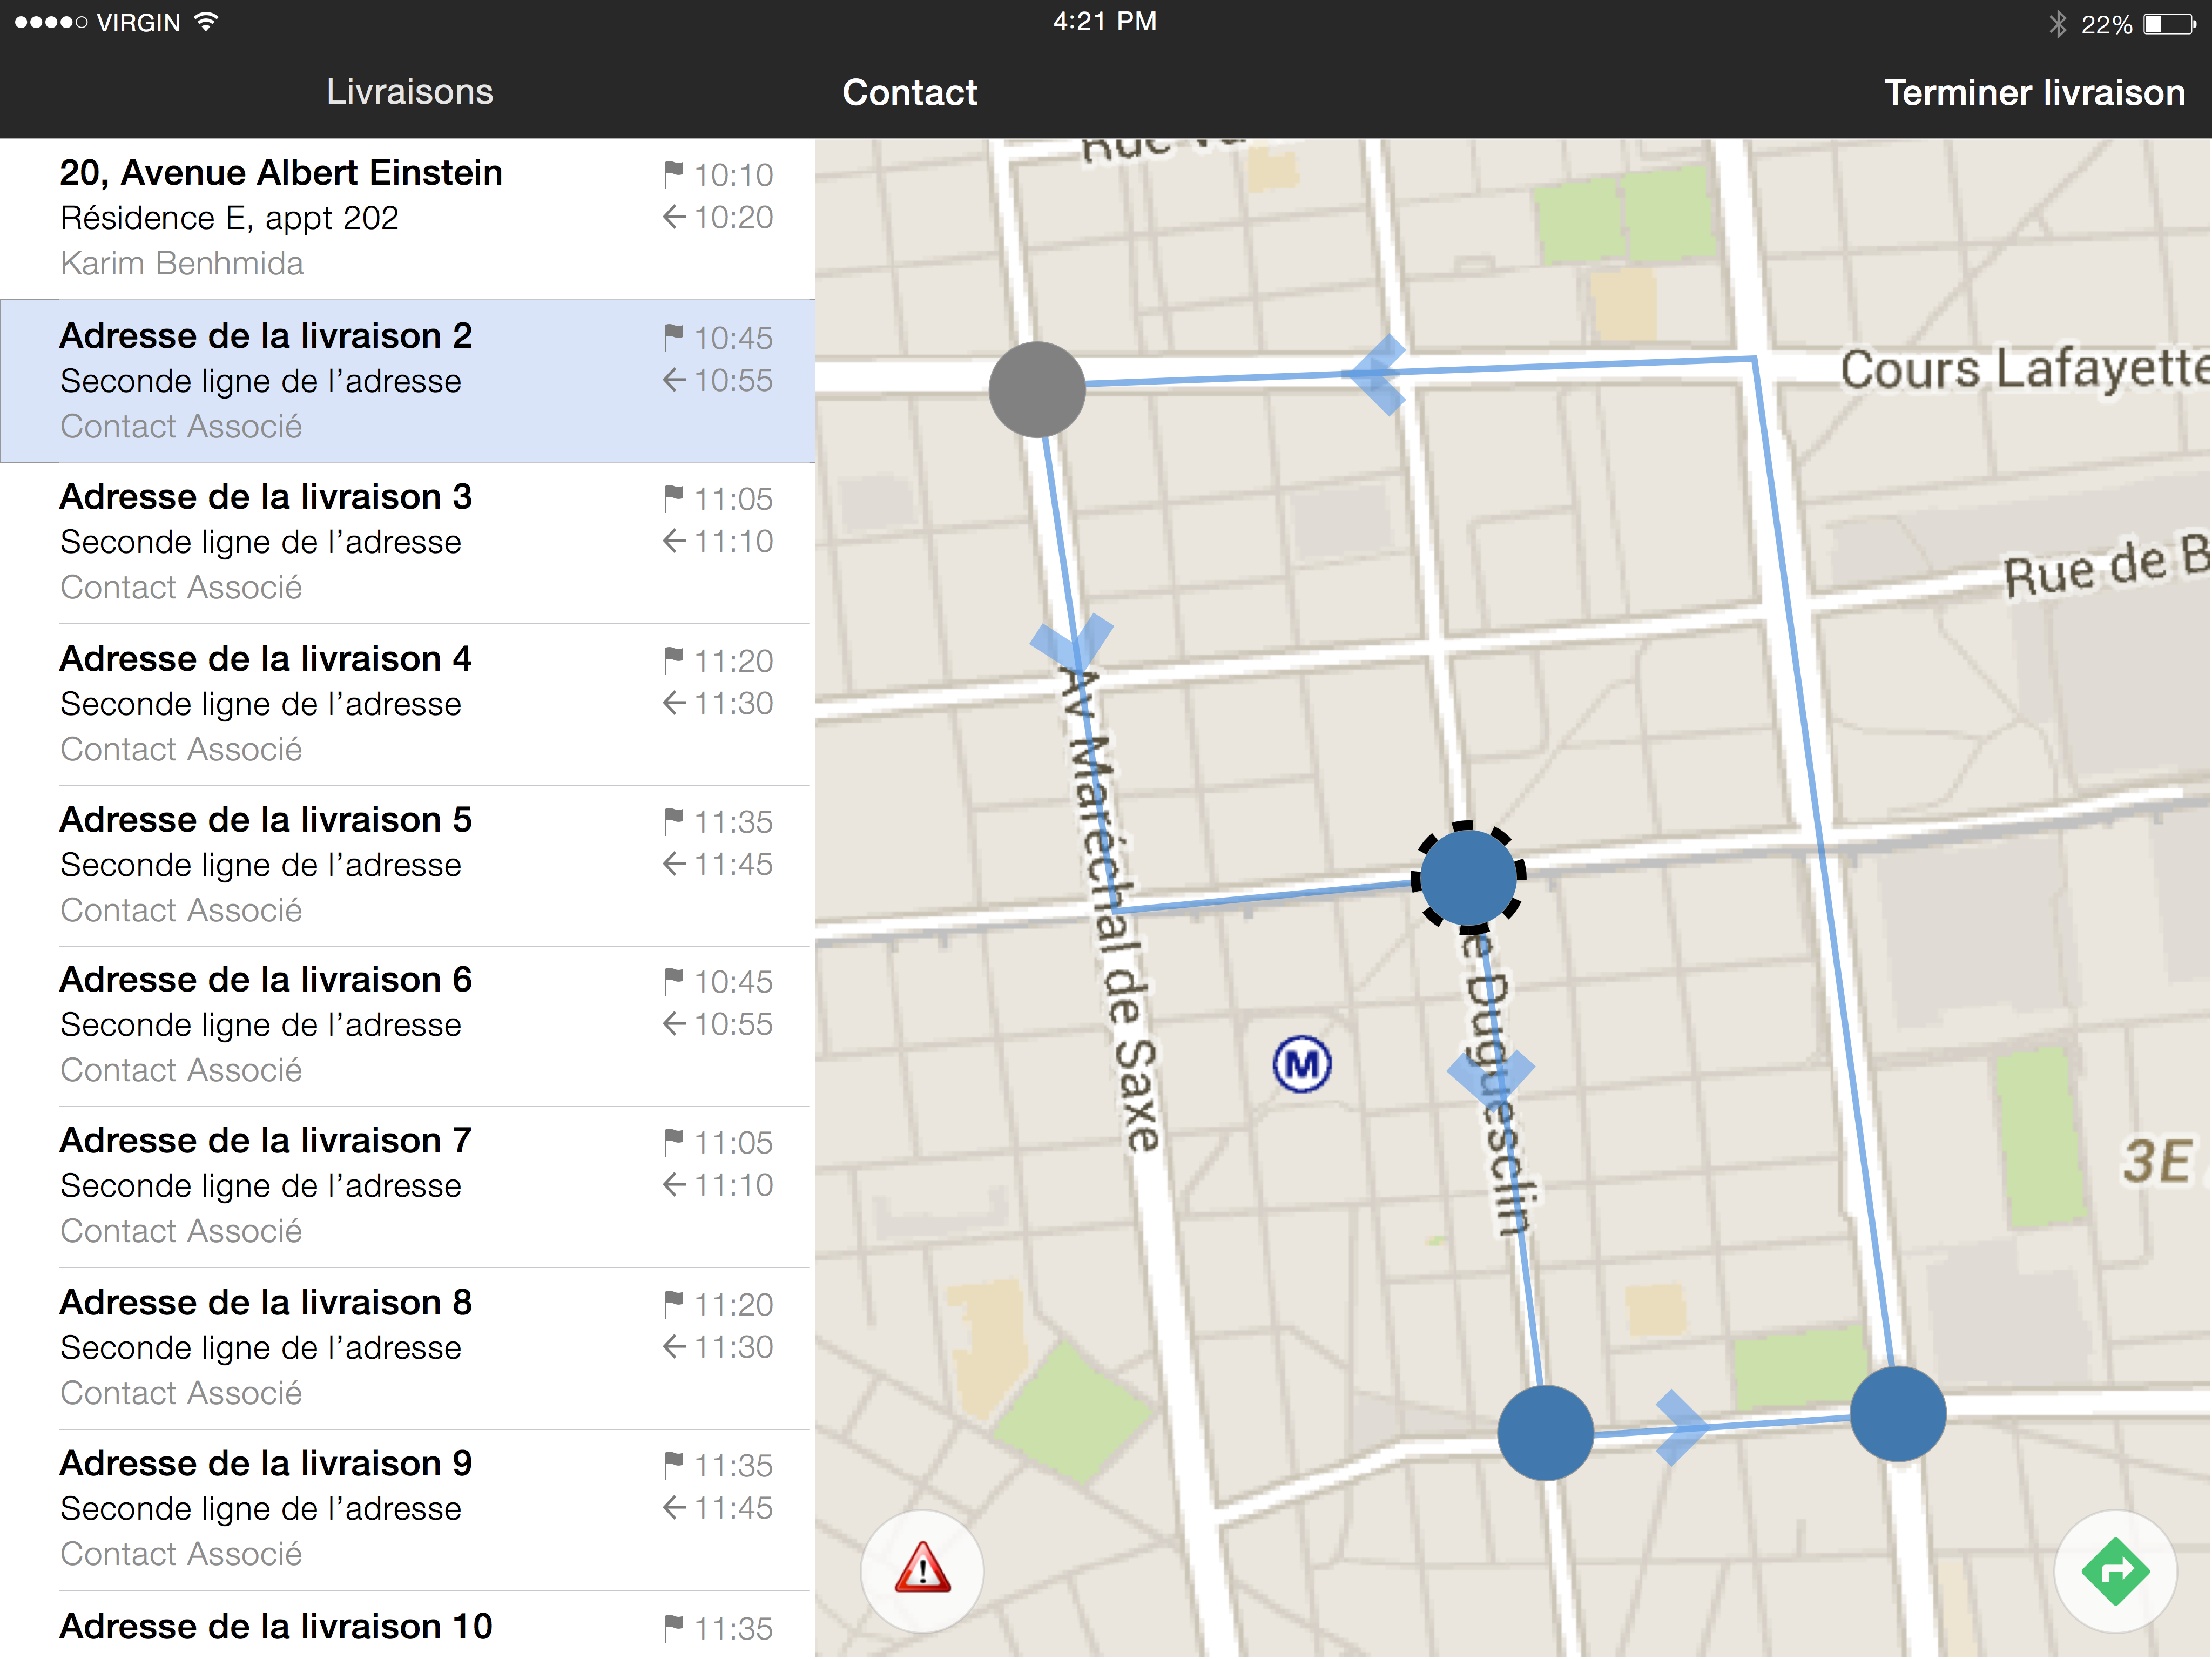 VIRGIN
4:21 PM
22%
Livraisons
Contact
Terminer livraison
20, Avenue Albert Einstein
10:10
Résidence E, appt 202
10:20
Karim Benhmida
Adresse de la livraison 2
10:45
Seconde ligne de l’adresse
10:55
Contact Associé
Adresse de la livraison 3
11:05
Seconde ligne de l’adresse
11:10
Contact Associé
Adresse de la livraison 4
11:20
Seconde ligne de l’adresse
11:30
Contact Associé
Adresse de la livraison 5
11:35
Seconde ligne de l’adresse
11:45
Contact Associé
Adresse de la livraison 6
10:45
Seconde ligne de l’adresse
10:55
Contact Associé
Adresse de la livraison 7
11:05
Seconde ligne de l’adresse
11:10
Contact Associé
Adresse de la livraison 8
11:20
Seconde ligne de l’adresse
11:30
Contact Associé
Adresse de la livraison 9
11:35
Seconde ligne de l’adresse
11:45
Contact Associé
Adresse de la livraison 10
11:35
Rue
Cours Lafayette
Rue de B
Av Maréchal de Saxe
e Duguesclin
M
3E